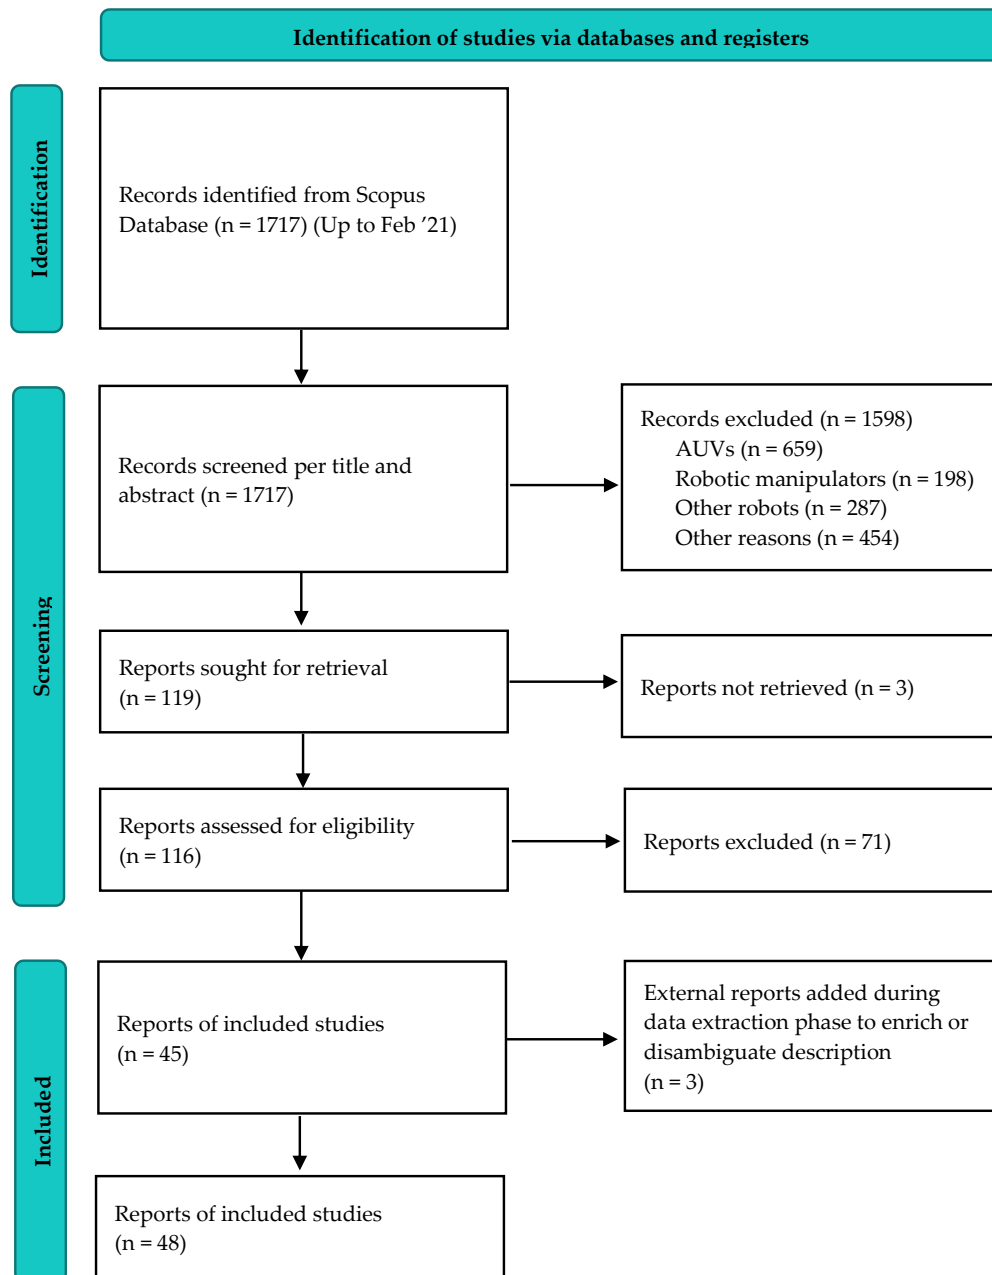 Identification of studies via databases and registers
Identification
Records identified from Scopus
Database (n = 1717) (Up to Feb ’21)
Screening
Records screened per title and
abstract (n = 1717)
Records excluded (n = 1598)
AUVs (n = 659)
Robotic manipulators (n = 198)
Other robots (n = 287)
Other reasons (n = 454)
Reports sought for retrieval
(n = 119)
Reports not retrieved (n = 3)
Reports assessed for eligibility
(n = 116)
Reports excluded (n = 71)
Included
Reports of included studies
(n = 45)
External reports added during
data extraction phase to enrich or
disambiguate description
(n = 3)
Reports of included studies
(n = 48)